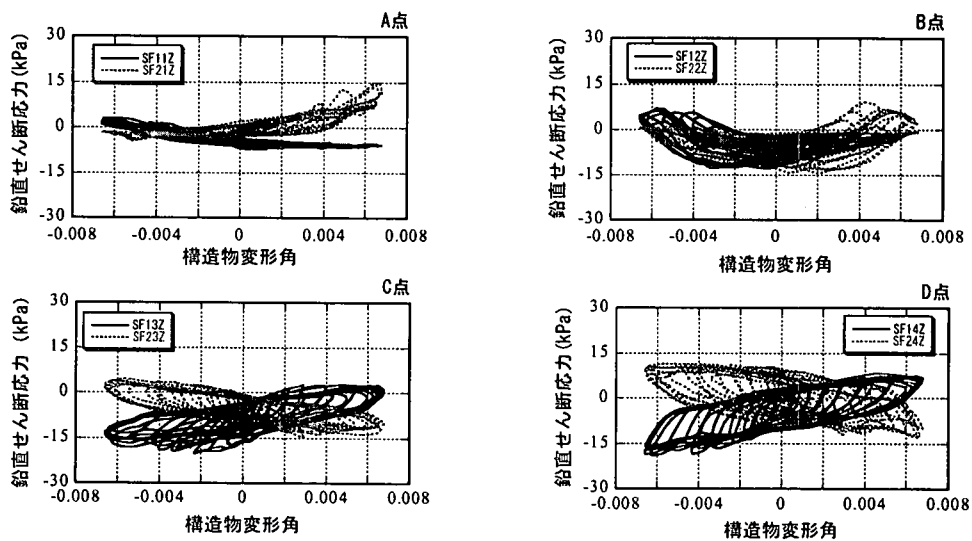 A点
鉛直せん断応力(kPa)
30
15
0
-15
-30
SF11Z
SF21Z
-0.008
-0.004
0
0.004
0.008
構造物変形角
B点
鉛直せん断応力(kPa)
30
15
0
-15
-30
SF12Z
SF22Z
-0.008
-0.004
0
0.004
0.008
構造物変形角
C点
鉛直せん断応力 (kPa)
30
15
0
-15
-30
SF13Z
SF23Z
-0.008
-0.004
0
0.004
0.008
構造物変形角
D点
鉛直せん断応力(kPa)
30
15
0
-15
-30
SF14Z
SF24Z
-0.008
-0.004
0
0.004
0.008
構造物変形角